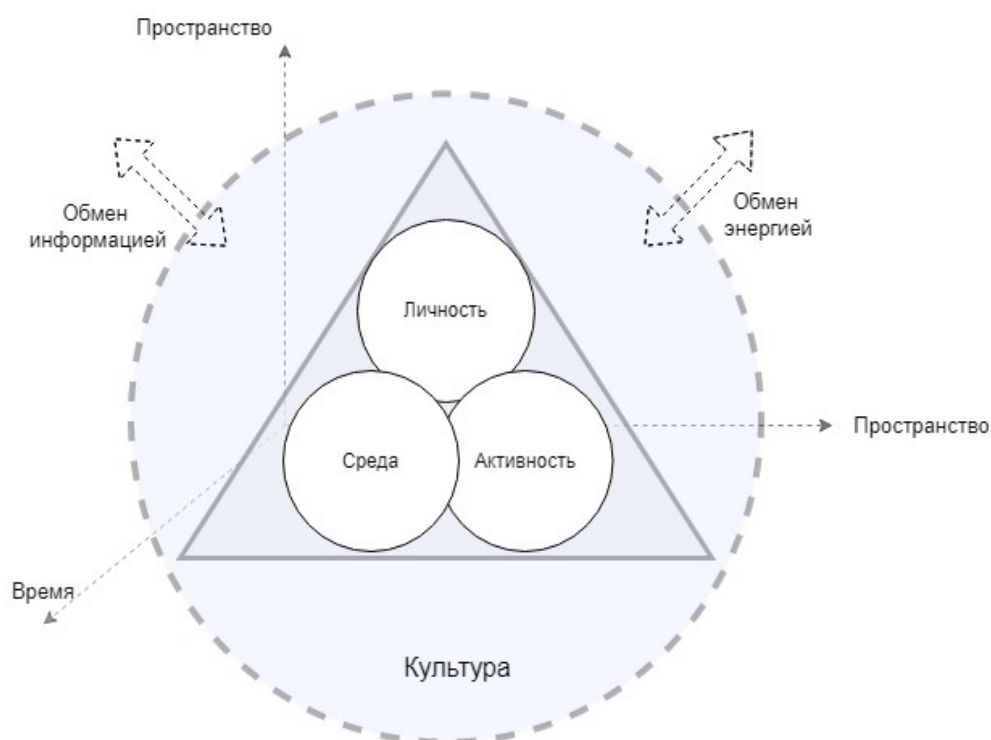 Пространство
Обмен
информацией
Обмен
энергией
Личность
Пространство
Среда
Активность
Время
Культура